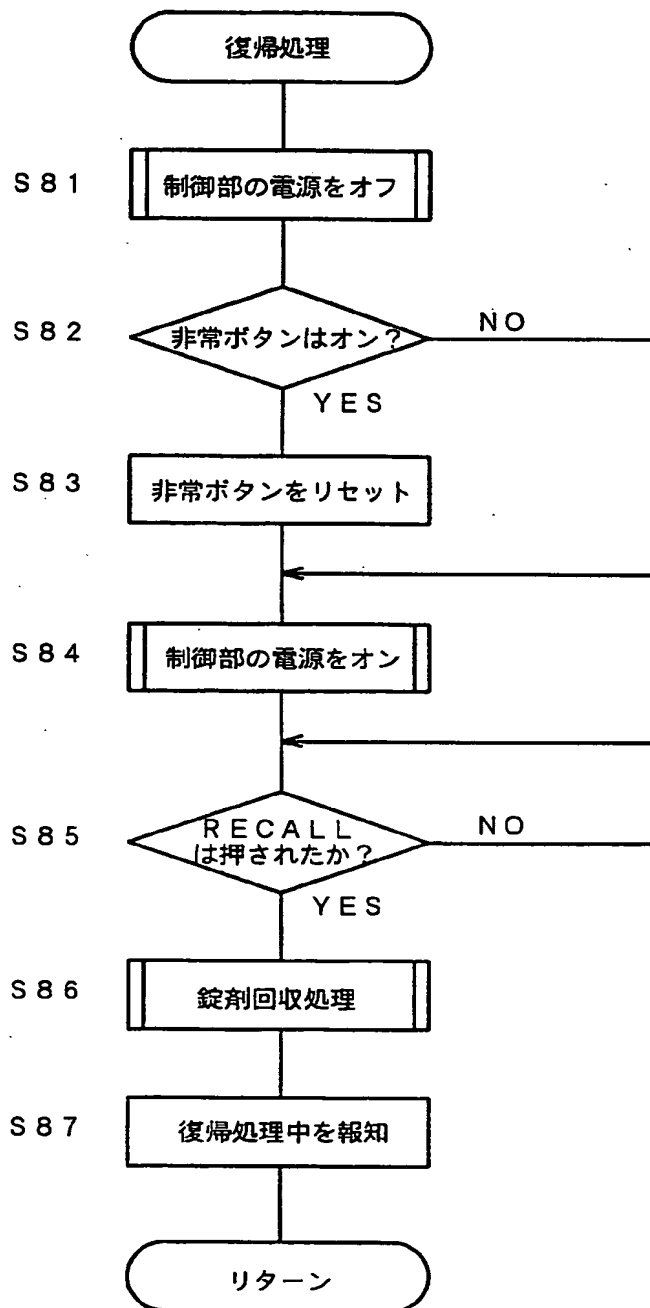 復帰処理
S81
制御部の電源をオフ
S82
非常ボタンはオン?
NO
YES
S83
非常ボタンをリセット
S84
制御部の電源をオン
S85
RECALL
は押されたか?
NO
YES
S86
錠剤回収処理
S87
復帰処理中を報知
リターン